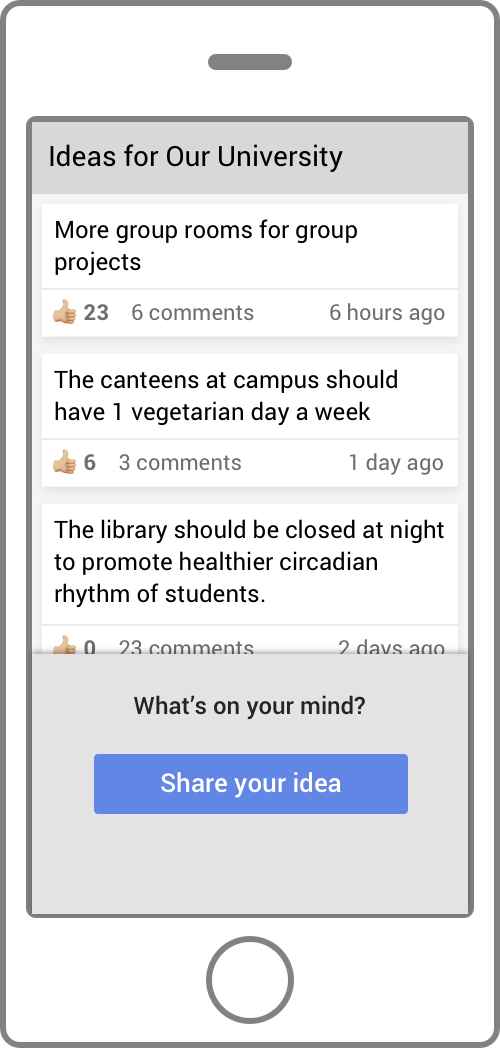 Ideas for Our University
More group rooms for group
projects
23 6 comments 6 hours ago
The canteens at campus should
have 1 vegetarian day a week
6 3 comments 1 day ago
The library should be closed at night
to promote healthier circadian
rhythm of students.
0 23 comments 2 days ago
What’s on your mind?
Share your idea